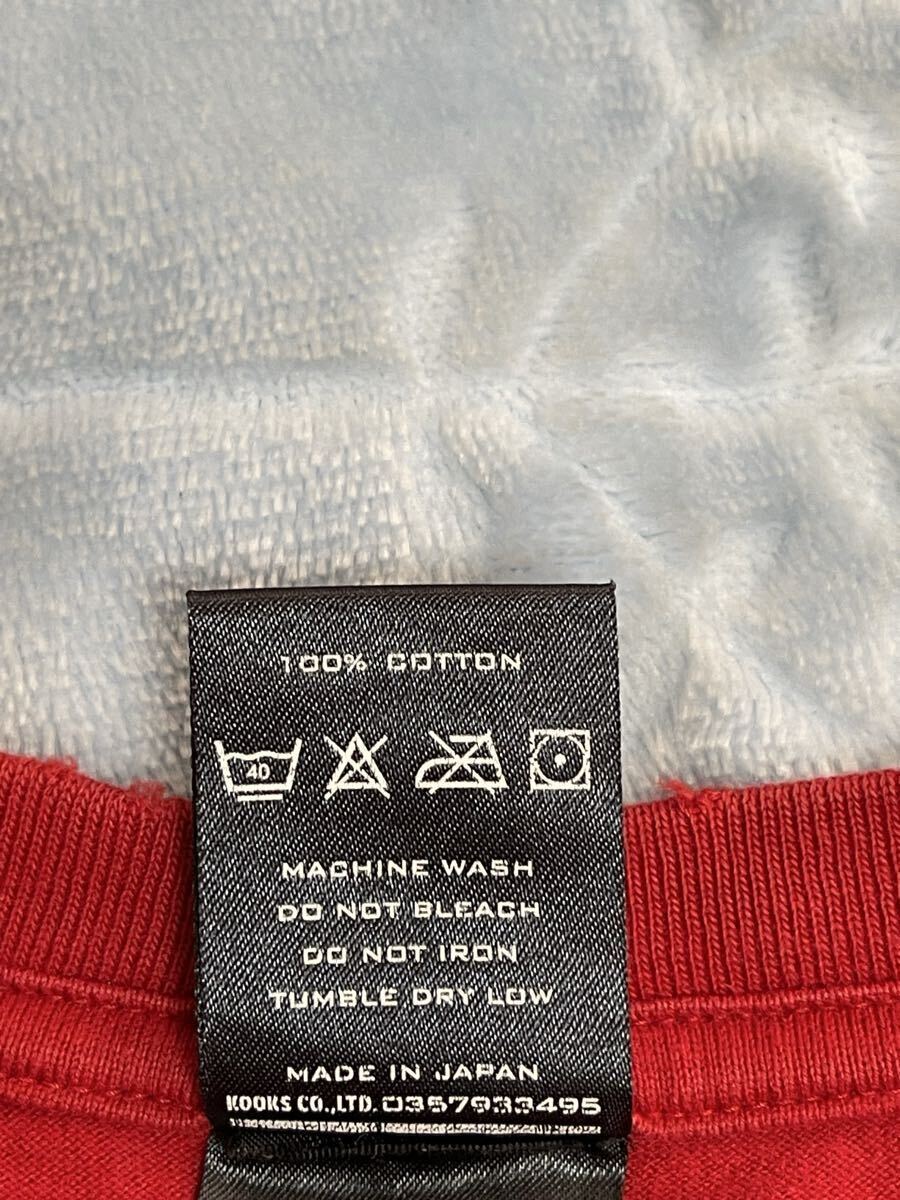 100% COTTON
40
MACHINE WASH
DO NOT BLEACH
DO NOT IRON
TUMBLE DRY LOW
MADE IN JAPAN
KOOKS CO.,LTD. 0357933495